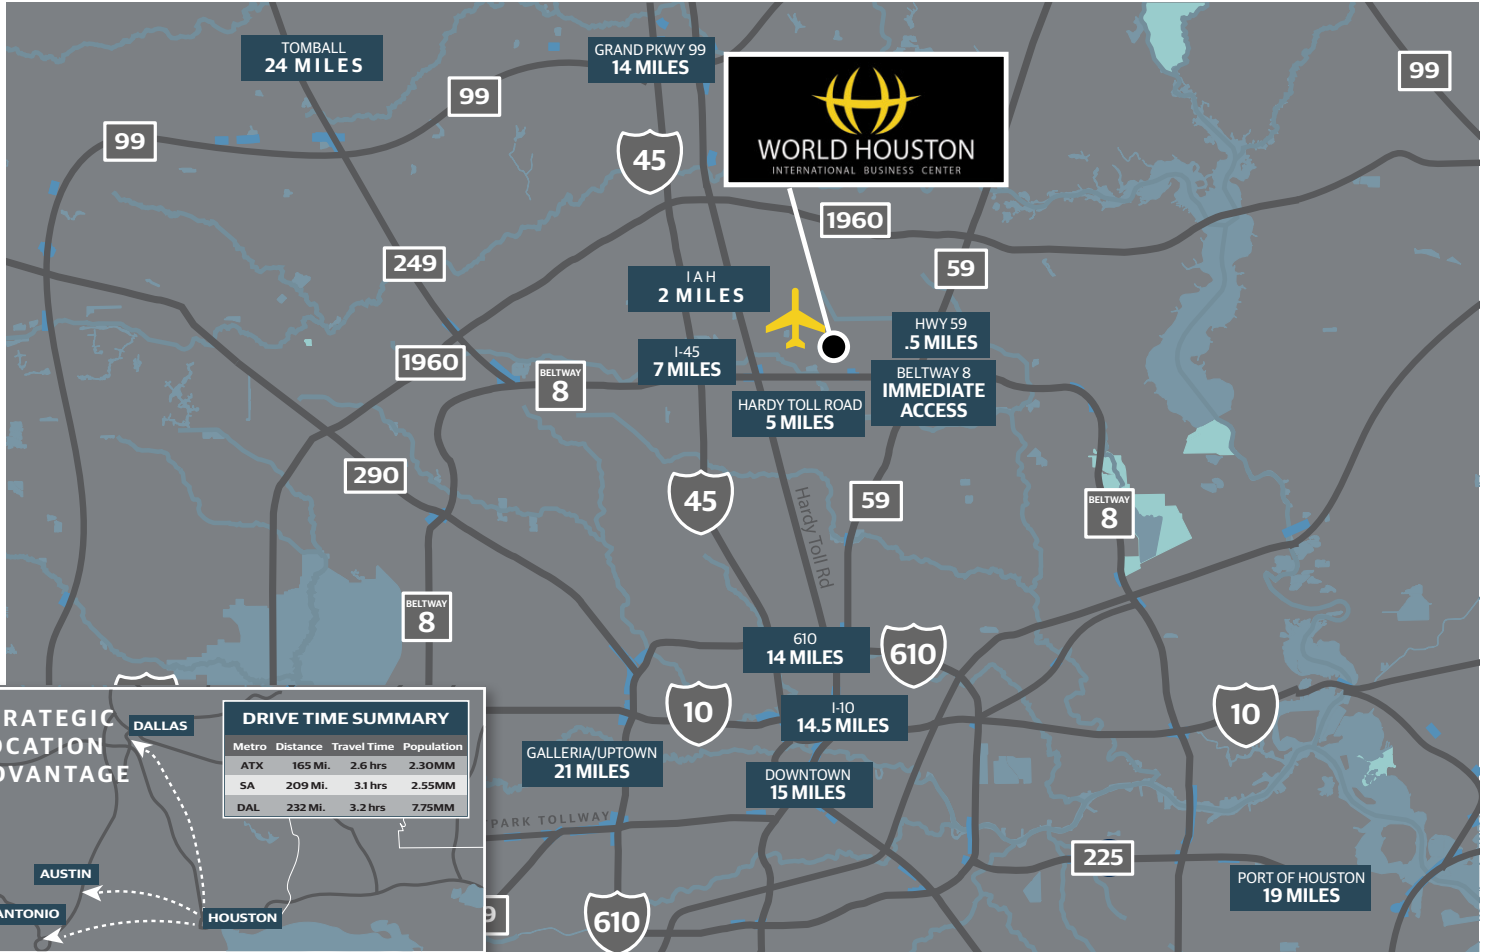 TOMBALL
24 MILES
GRAND PKWY 99
14 MILES
99
99
99
45
WORLD HOUSTON
INTERNATIONAL BUSINESS CENTER
1960
249
59
IAH
2 MILES
HWY 59
.5 MILES
I-45
7 MILES
1960
BELTWAY
8
BELTWAY 8
IMMEDIATE
ACCESS
HARDY TOLL ROAD
5 MILES
290
45
Hardy Toll Rd
59
BELTWAY
8
BELTWAY
8
610
14 MILES
610
10
I-10
14.5 MILES
10
GALLERIA/UPTOWN
21 MILES
DOWNTOWN
15 MILES
PARK TOLLWAY
225
PORT OF HOUSTON
19 MILES
9
610
RATEGIC
OCATION
DVANTAGE
DALLAS
DRIVE TIME SUMMARY
Metro Distance Travel Time Population
ATX 165 Mi. 2.6 hrs 2.30MM
SA 209 Mi. 3.1 hrs 2.55MM
DAL 232 Mi. 3.2 hrs 7.75MM
AUSTIN
ANTONIO
HOUSTON